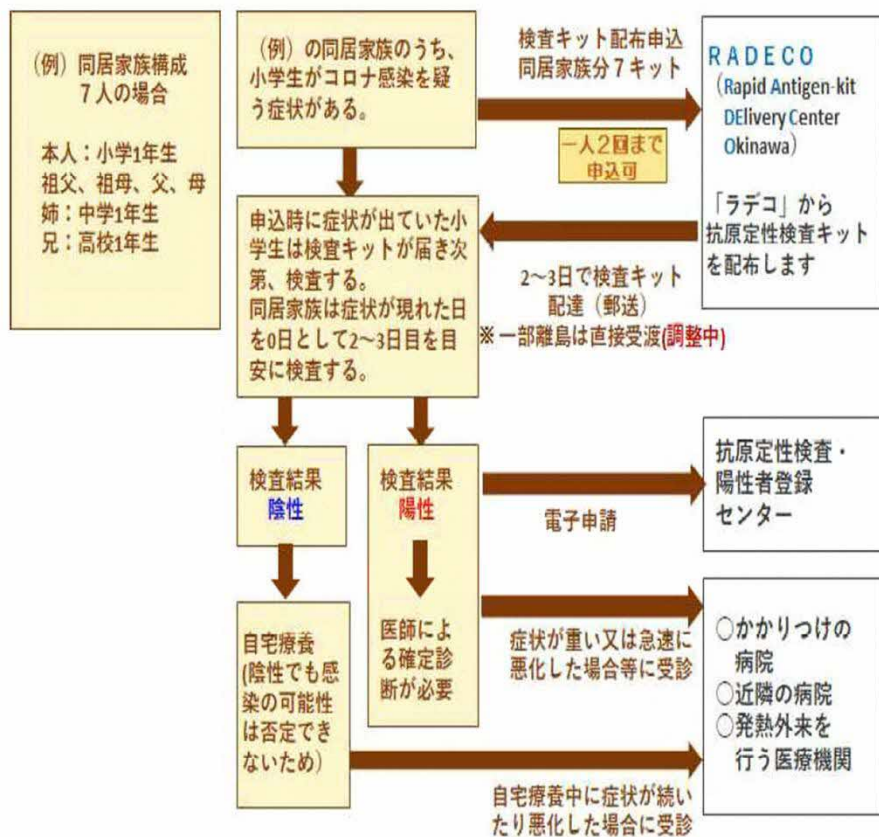 (例)同居家族構成
7人の場合
本人:小学1年生
祖父、祖母、父、母
姉:中学1年生
兄:高校1年生
(例)の同居家族のうち、
小学生がコロナ感染を疑
う症状がある。
検査キット配布申込
同居家族分7キット
一人2回まで
申込可
RADECO
(Rapid Antigen-kit
DElivery Center
Okinawa)
「ラデコ」から
抗原定性検査キット
を配布します
申込時に症状が出ていた小
学生は検査キットが届き次
第、検査する。
同居家族は症状が現れた日
を0日として2～3日目を目
安に検査する。
2～3日で検査キット
配達(郵送)
※一部離島は直接受渡(調整中)
検査結果
陰性
検査結果
陽性
電子申請
抗原定性検査・
陽性者登録
センター
自宅療養
(陰性でも感
染の可能性
は否定でき
ないため)
医師によ
る確定診
断が必要
症状が重い又は急速に
悪化した場合等に受診
○かかりつけの
病院
○近隣の病院
○発熱外来を
行う医療機関
自宅療養中に症状が続い
たり悪化した場合に受診